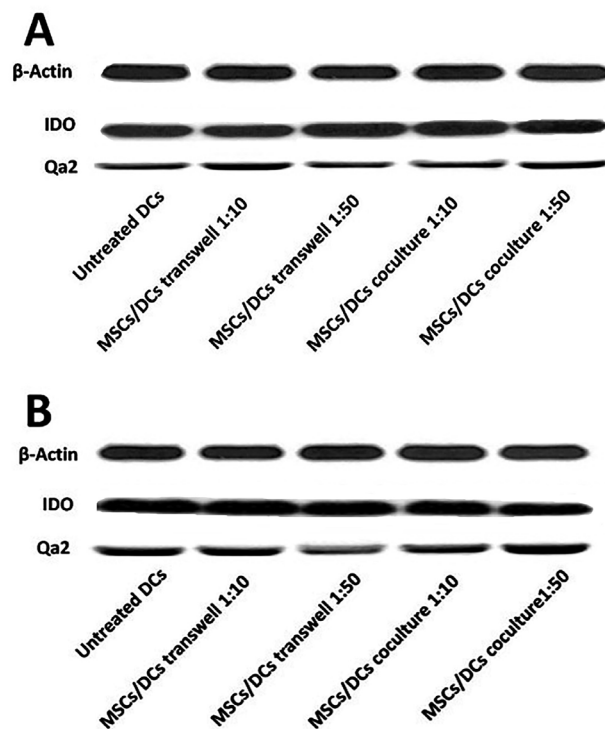 A
β-Actin
IDO
Qa2
Untreated DCs
MSCs/DCs transwell 1:10
MSCs/DCs transwell 1:50
MSCs/DCs coculture 1:10
MSCs/DCs coculture 1:50
B
β-Actin
IDO
Qa2
Untreated DCs
MSCs/DCs transwell 1:10
MSCs/DCs transwell 1:50
MSCs/DCs coculture 1:10
MSCs/DCs coculture1:50